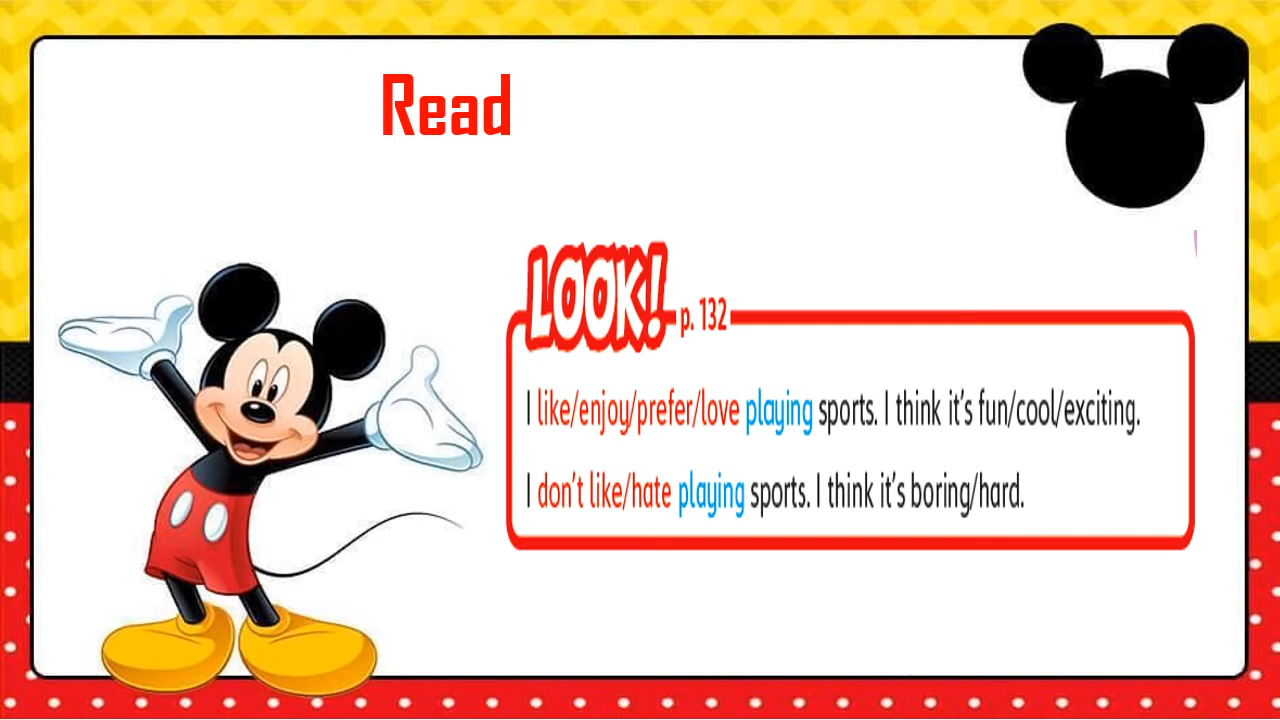 Read
LOOK! p. 132
I like/enjoy/prefer/love playing sports. I think it's fun/cool/exciting.
I don't like/hate playing sports. I think it's boring/hard.